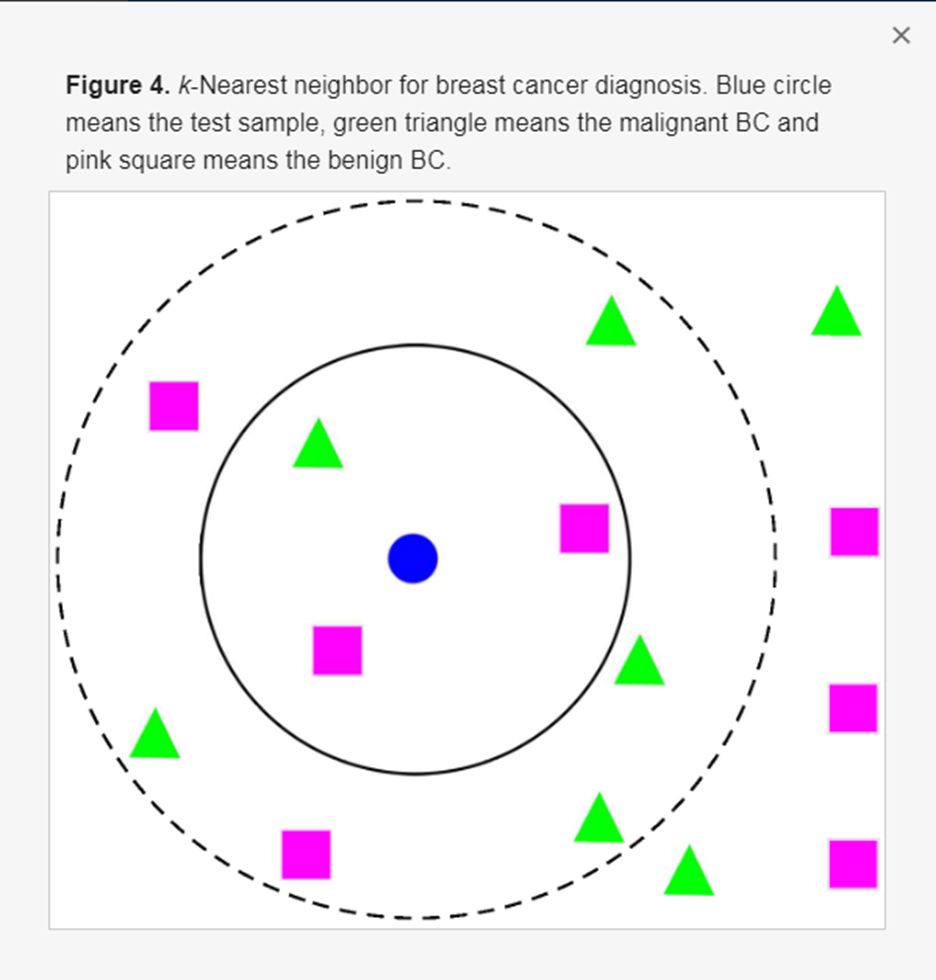 Figure 4. k-Nearest neighbor for breast cancer diagnosis. Blue circle
means the test sample, green triangle means the malignant BC and
pink square means the benign BC.